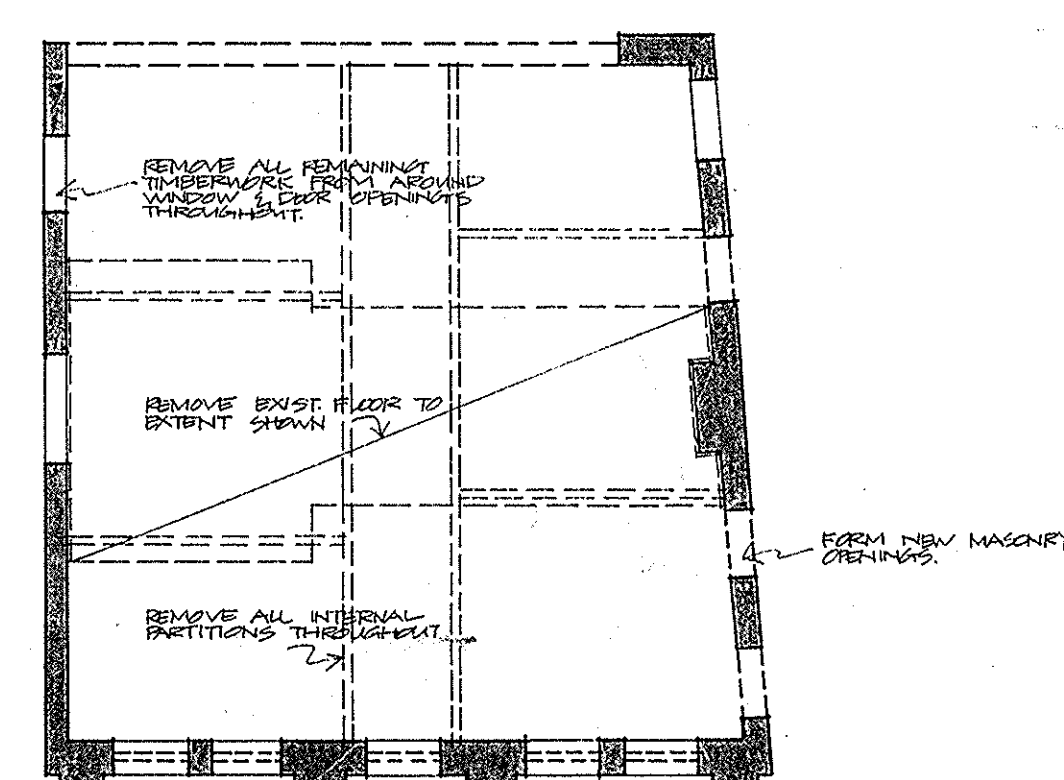 REMOVE ALL REMAINING
TIMBERWORK FROM AROUND
WINDOW & DOOR OPENINGS
THROUGHOUT.
REMOVE EXIST. FLOOR TO
EXTENT SHOWN
FORM NEW MASONRY
OPENINGS.
REMOVE ALL INTERNAL
PARTITIONS THROUGHOUT